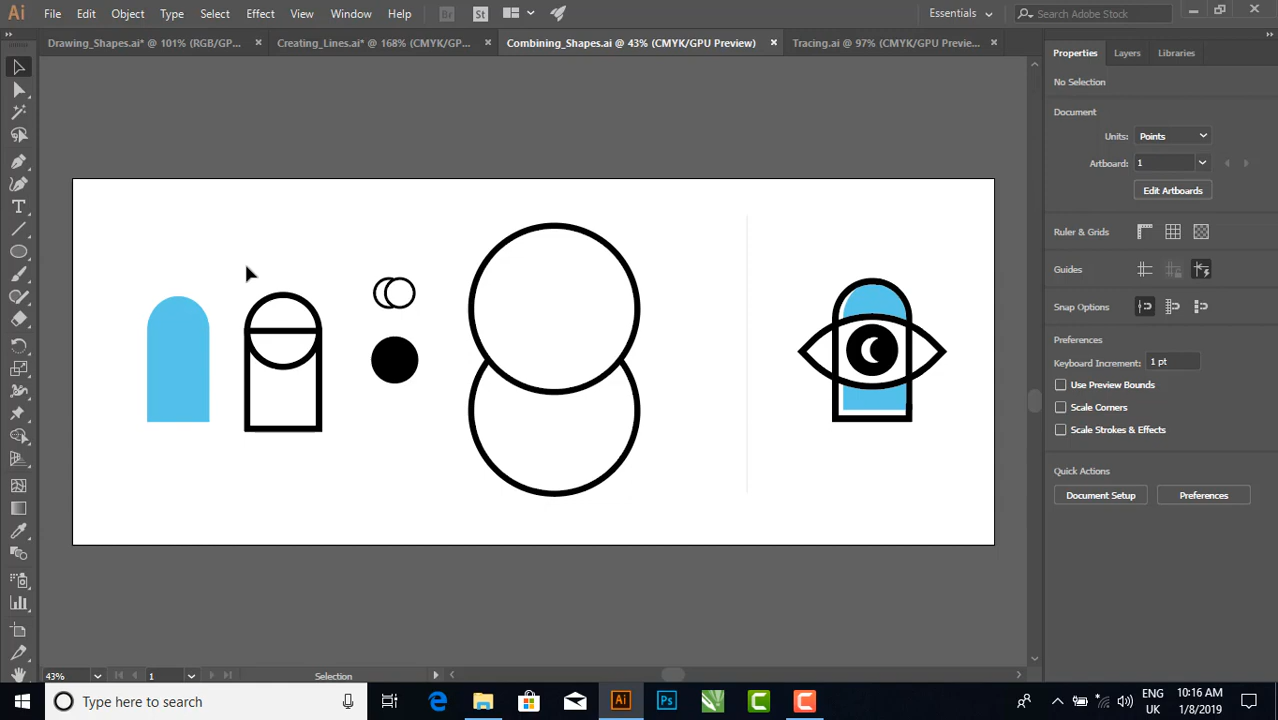 Ai File Edit Object Type Select Effect View Window Help Br St Essentials Search Adobe Stock
Drawing_Shapes.ai* @ 101% (RGB/GP... Creating_Lines.ai* @ 168% (CMYK/GP... Combining_Shapes.ai @ 43% (CMYK/GPU Preview) Tracing.ai @ 97% (CMYK/GPU Previe...
Properties Layers Libraries
No Selection
Document
Units: Points
Artboard: 1
Edit Artboards
Ruler & Grids
Guides
Snap Options
Preferences
Keyboard Increment: 1 pt
Use Preview Bounds
Scale Corners
Scale Strokes & Effects
Quick Actions
Document Setup Preferences
43% 1 Selection
Type here to search Ai Ps C C ENG 10:16 AM
UK 1/8/2019